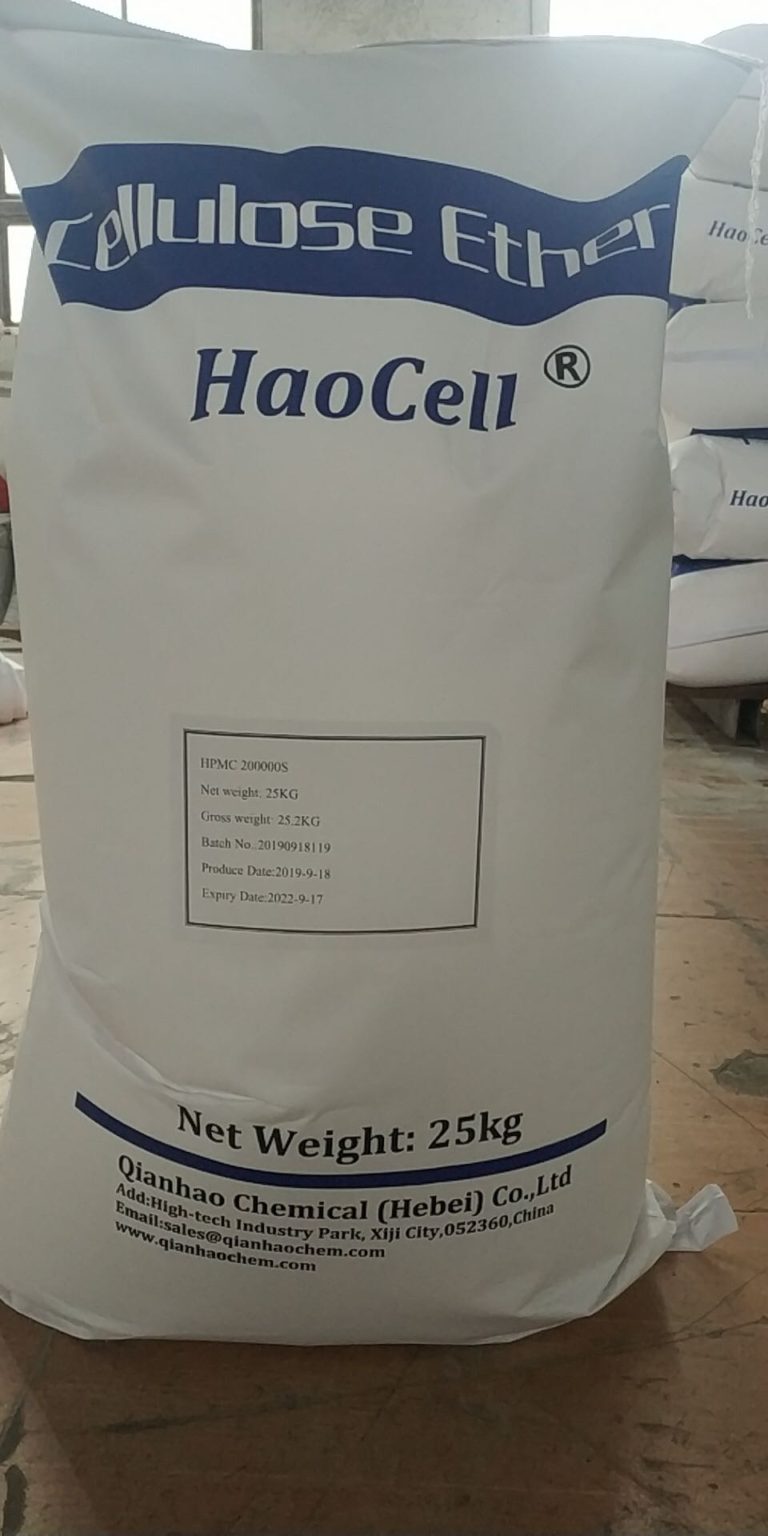 Cellulose Ether
HaoCell ®
HaoCe
Hao
HPMC 200000S
Net weight: 25KG
Gross weight: 25.2KG
Batch No.:20190918119
Produce Date:2019-9-18
Expiry Date:2022-9-17
Net Weight: 25kg
Qianhao Chemical (Hebei) Co.,Ltd
Add:High-tech Industry Park, Xiji City,052360,China
Email:sales@qianhaochem.com
www.qianhaochem.com